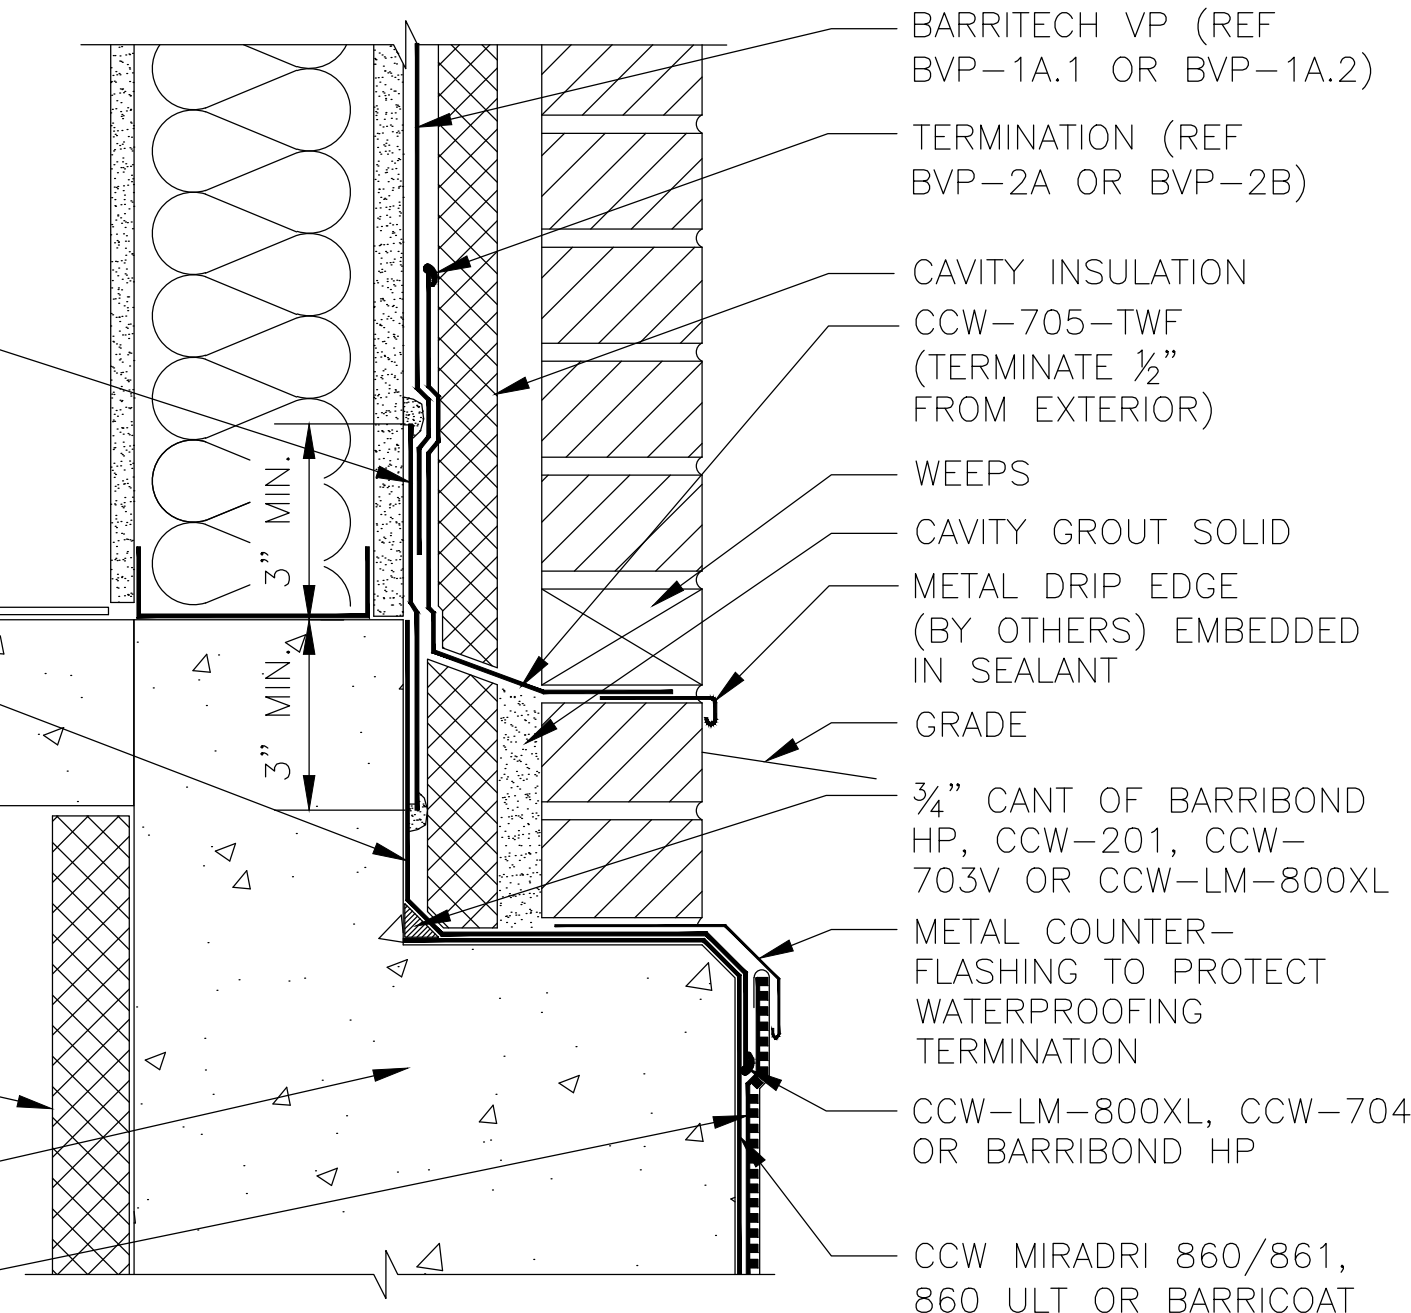 BARRITECH VP (REF
BVP-1A.1 OR BVP-1A.2)
TERMINATION (REF
BVP-2A OR BVP-2B)
CAVITY INSULATION
CCW-705-TWF
(TERMINATE ½"
FROM EXTERIOR)
WEEPS
CAVITY GROUT SOLID
METAL DRIP EDGE
(BY OTHERS) EMBEDDED
IN SEALANT
GRADE
¾" CANT OF BARRIBOND
HP, CCW-201, CCW-
703V OR CCW-LM-800XL
METAL COUNTER-
FLASHING TO PROTECT
WATERPROOFING
TERMINATION
CCW-LM-800XL, CCW-704
OR BARRIBOND HP
CCW MIRADRI 860/861,
860 ULT OR BARRICOAT
3" MIN.
3" MIN.